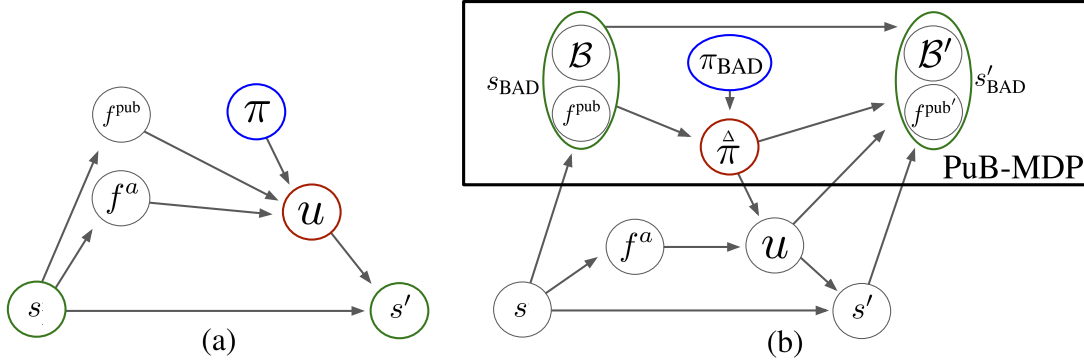 f^pub
π
f^a
u
s
s′
(a)
B
f^pub
s_BAD
π_BAD
π^Δ
B′
f^pub′
s′_BAD
PuB-MDP
f^a
u
s
s′
(b)